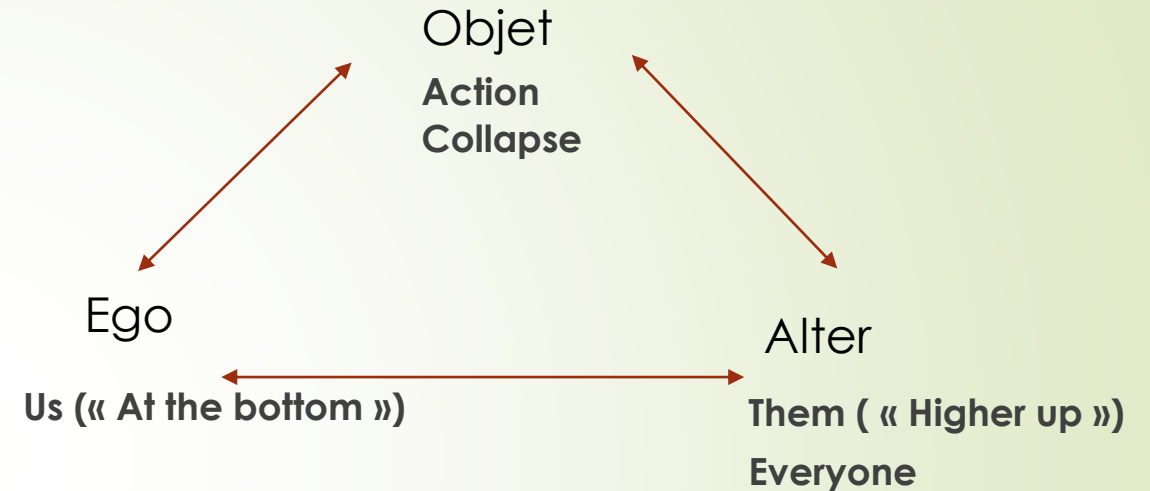 Objet
Action
Collapse
Ego
Us (« At the bottom »)
Alter
Them ( « Higher up »)
Everyone